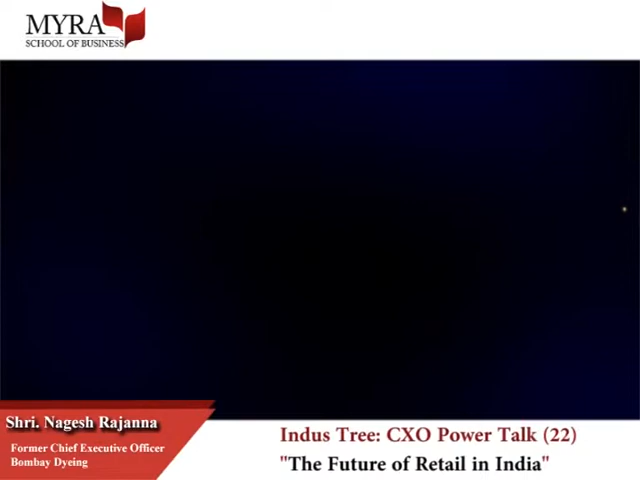 MYRA
SCHOOL OF BUSINESS
Shri. Nagesh Rajanna
Former Chief Executive Officer
Bombay Dyeing
Indus Tree: CXO Power Talk (22)
"The Future of Retail in India"